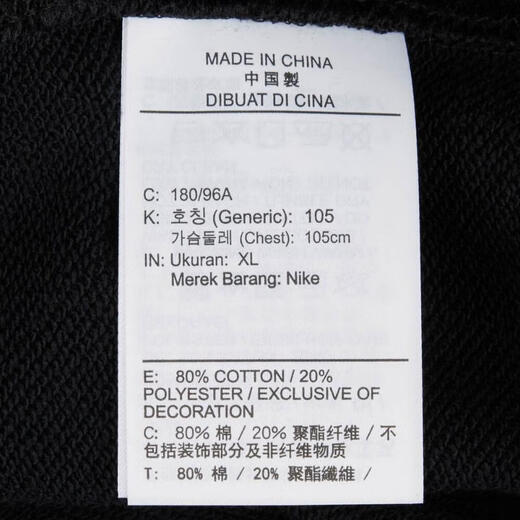 MADE IN CHINA
中国製
DIBUAT DI CINA
C: 180/96A
K: 호칭 (Generic): 105
가슴둘레 (Chest): 105cm
IN: Ukuran: XL
Merek Barang: Nike
E: 80% COTTON / 20%
POLYESTER / EXCLUSIVE OF
DECORATION
C: 80% 棉 / 20% 聚酯纤维 / 不
包括装饰部分及非纤维物质
T: 80% 棉 / 20% 聚酯纖維 /